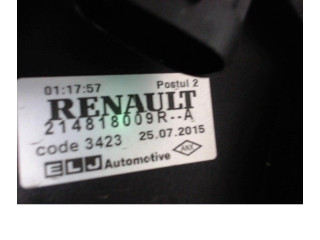 01:17:57 Postul 2
RENAULT
214818009R--A
code 3423 25.07.2015
ELJ Automotive